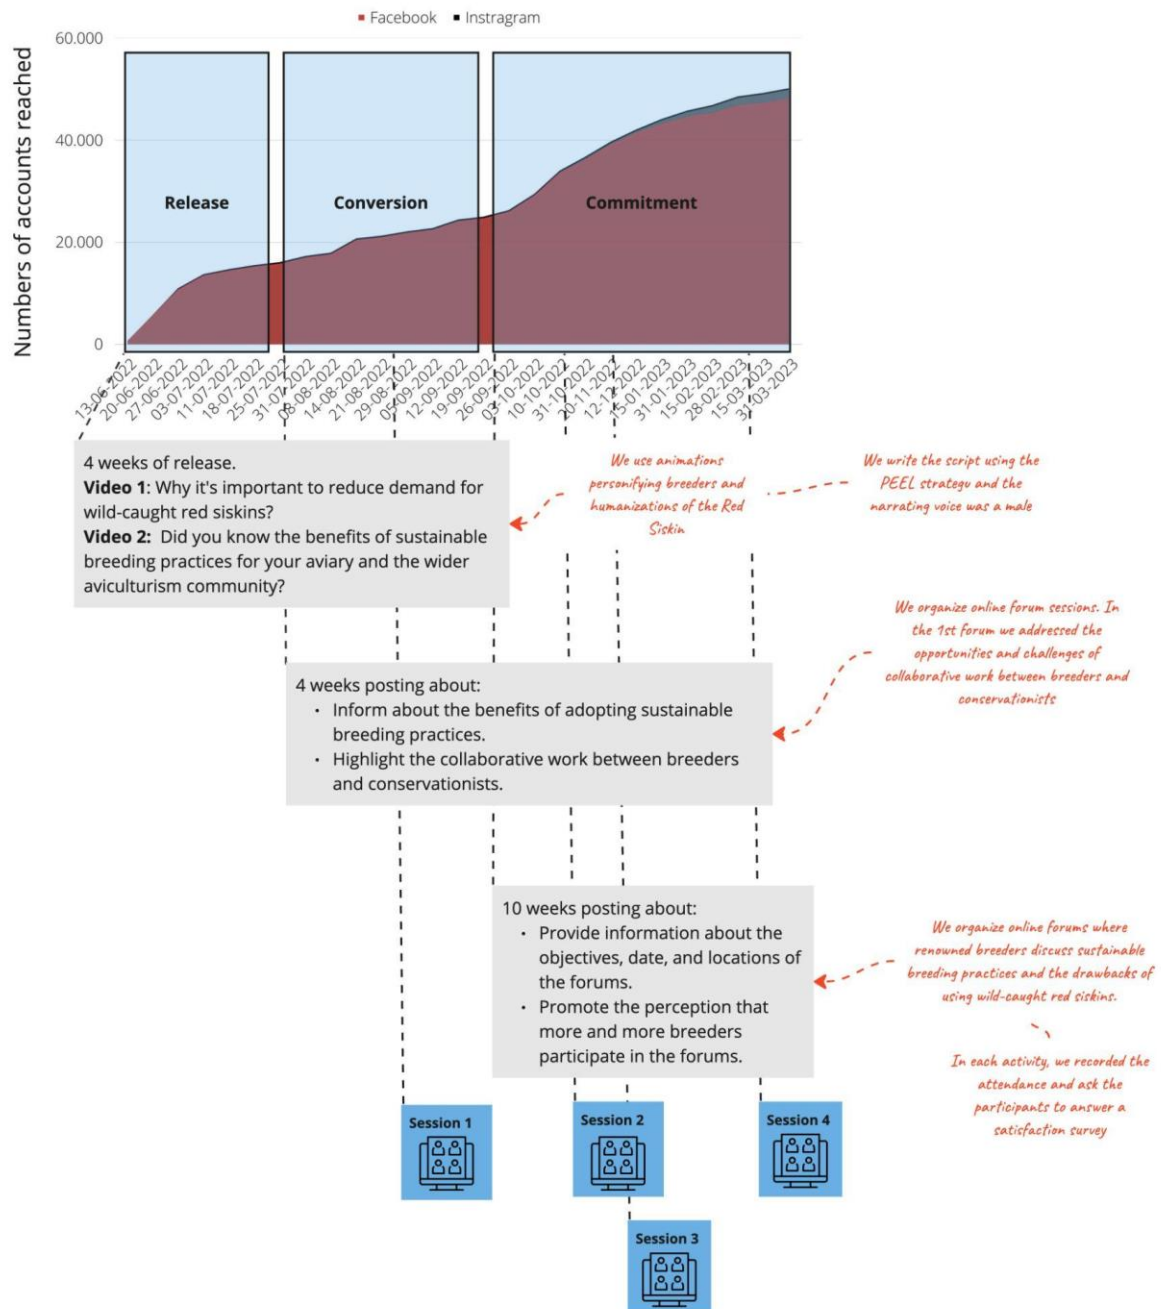 Facebook Instragram
Numbers of accounts reached
60.000
40.000
20.000
0
Release
Conversion
Commitment
13-06-2022
20-06-2022
27-06-2022
03-07-2022
11-07-2022
18-07-2022
25-07-2022
31-07-2022
08-08-2022
14-08-2022
21-08-2022
29-08-2022
05-09-2022
12-09-2022
19-09-2022
26-09-2022
03-10-2022
10-10-2022
31-10-2022
20-11-2022
12-12-2022
15-01-2023
31-01-2023
15-02-2023
28-02-2023
15-03-2023
31-03-2023
4 weeks of release.
Video 1: Why it's important to reduce demand for
wild-caught red siskins?
Video 2: Did you know the benefits of sustainable
breeding practices for your aviary and the wider
aviculturism community?
We use animations
personifying breeders and
humanizations of the Red
Siskin
We write the script using the
PEEL strategy and the
narrating voice was a male
We organize online forum sessions. In
the 1st forum we addressed the
opportunities and challenges of
collaborative work between breeders and
conservationists
4 weeks posting about:
· Inform about the benefits of adopting sustainable
breeding practices.
· Highlight the collaborative work between breeders
and conservationists.
10 weeks posting about:
· Provide information about the
objectives, date, and locations of
the forums.
· Promote the perception that
more and more breeders
participate in the forums.
We organize online forums where
renowned breeders discuss sustainable
breeding practices and the drawbacks of
using wild-caught red siskins.
In each activity, we recorded the
attendance and ask the
participants to answer a
satisfaction survey
Session 1
Session 2
Session 4
Session 3